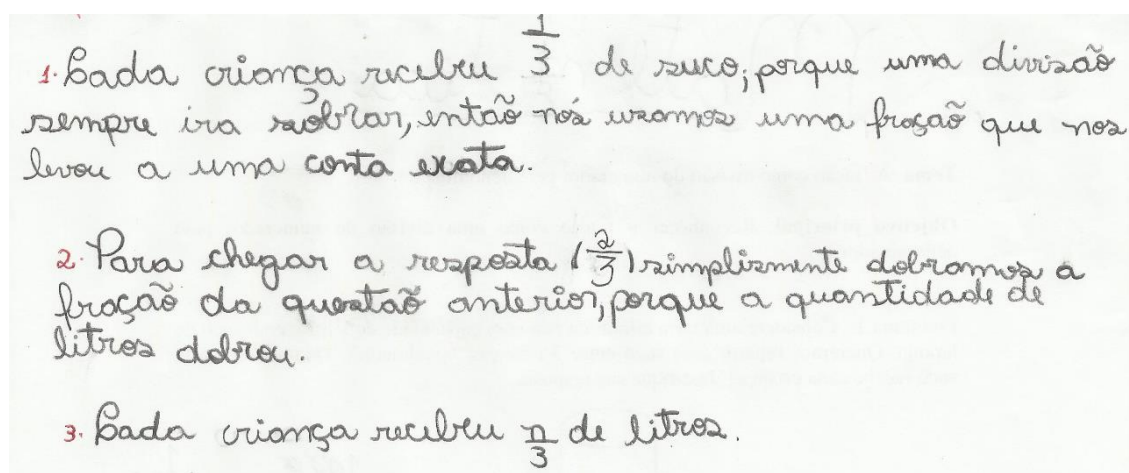 1. Cada criança recebeu 1/3 de suco, porque uma divisão
sempre ira sobrar, então nós usamos uma fração que nos
levou a uma conta exata.
2. Para chegar a resposta (2/3) simplismente dobramos a
fração da questão anterior, porque a quantidade de
litros dobrou.
3. Cada criança recebeu n/3 de litros.